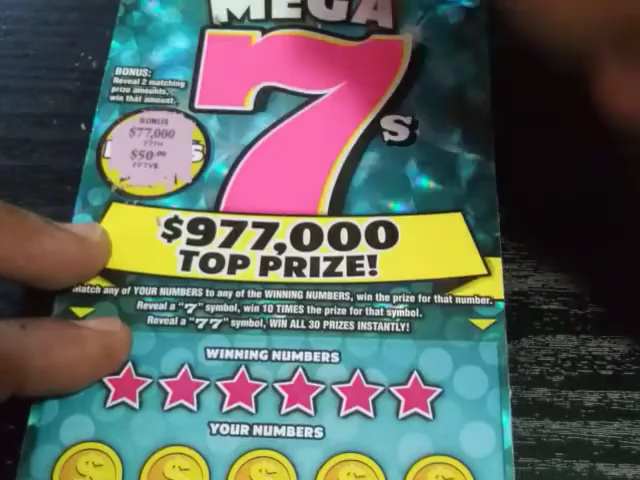 MEGA
7s
BONUS:
Reveal 2 matching
prize amounts,
win that amount.
BONUS
$77,000
$50.00
FFTY$
$977,000
TOP PRIZE!
Match any of YOUR NUMBERS to any of the WINNING NUMBERS, win the prize for that number.
Reveal a "7" symbol, win 10 TIMES the prize for that symbol.
Reveal a "77" symbol, WIN ALL 30 PRIZES INSTANTLY!
WINNING NUMBERS
YOUR NUMBERS